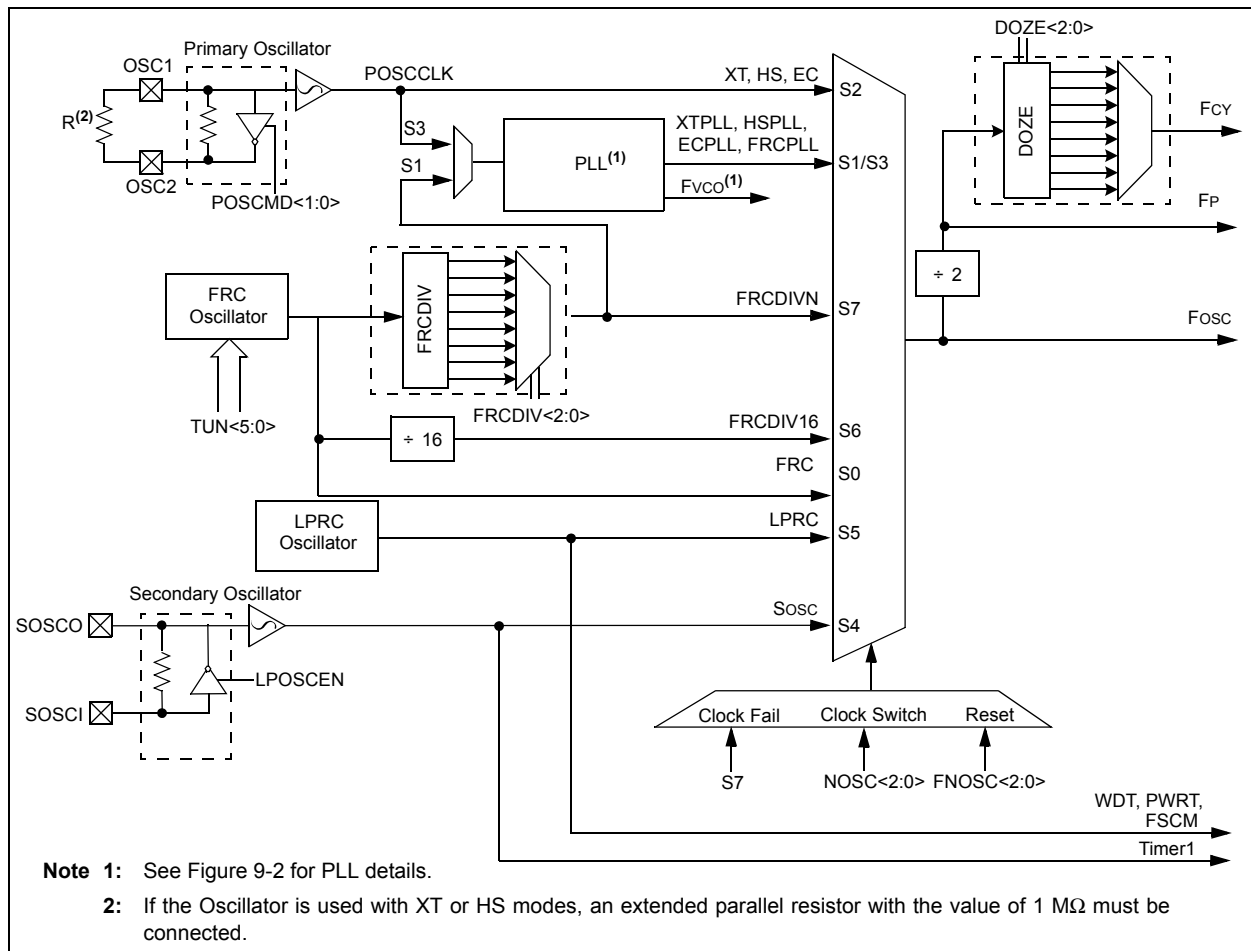 DOZE<2:0>
Primary Oscillator
OSC1
POSCCLK
XT, HS, EC
S2
R(2)
S3
XTPLL, HSPLL,
ECPLL, FRCPLL
S1/S3
DOZE
FCY
S1
PLL(1)
OSC2
FVCO(1)
POSCMD<1:0>
FP
÷ 2
FRC
Oscillator
FRCDIV
FRCDIVN
S7
FOSC
TUN<5:0>
FRCDIV<2:0>
FRCDIV16
S6
÷ 16
FRC
S0
LPRC
Oscillator
LPRC
S5
Secondary Oscillator
SOSCO
SOSC
S4
LPOSCEN
SOSCI
Clock Fail
Clock Switch
Reset
S7
NOSC<2:0>
FNOSC<2:0>
WDT, PWRT,
FSCM
Timer1
Note 1: See Figure 9-2 for PLL details.
2: If the Oscillator is used with XT or HS modes, an extended parallel resistor with the value of 1 MΩ must be
connected.